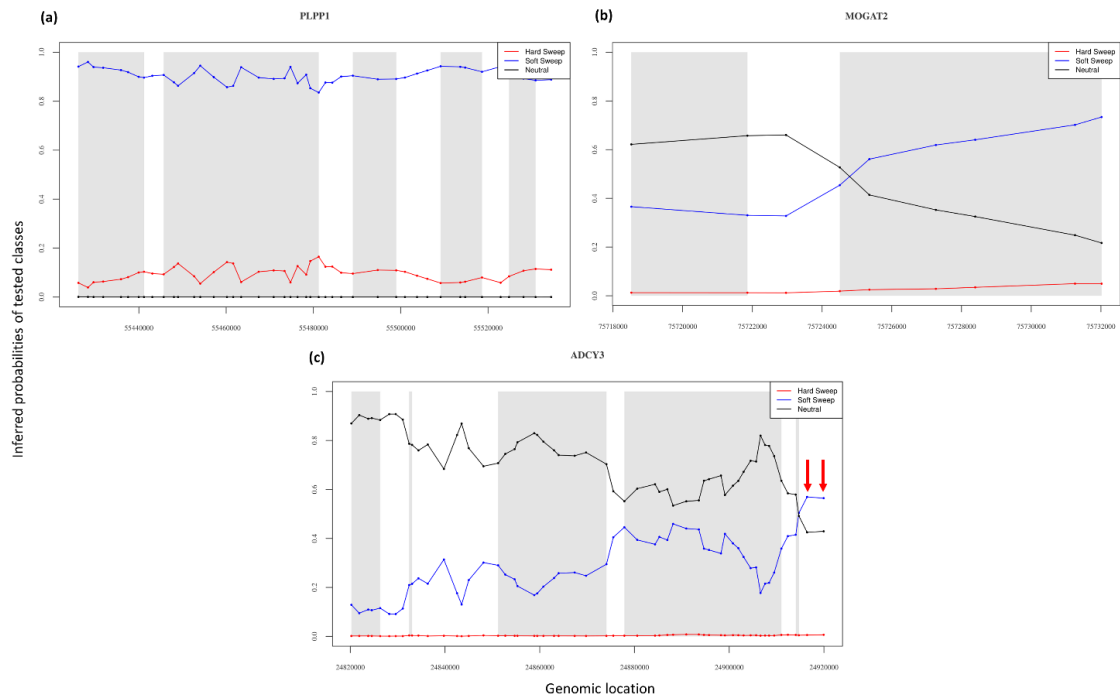 (a)
PLPP1
Hard Sweep
Soft Sweep
Neutral
1.0
0.8
0.6
0.4
0.2
0.0
55440000 55460000 55480000 55500000 55520000
(b)
MOGAT2
Hard Sweep
Soft Sweep
Neutral
1.0
0.8
0.6
0.4
0.2
0.0
75718000 75720000 75722000 75724000 75726000 75728000 75730000 75732000
Inferred probabilities of tested classes
(c)
ADCY3
Hard Sweep
Soft Sweep
Neutral
1.0
0.8
0.6
0.4
0.2
0.0
24820000 24840000 24860000 24880000 24900000 24920000
Genomic location